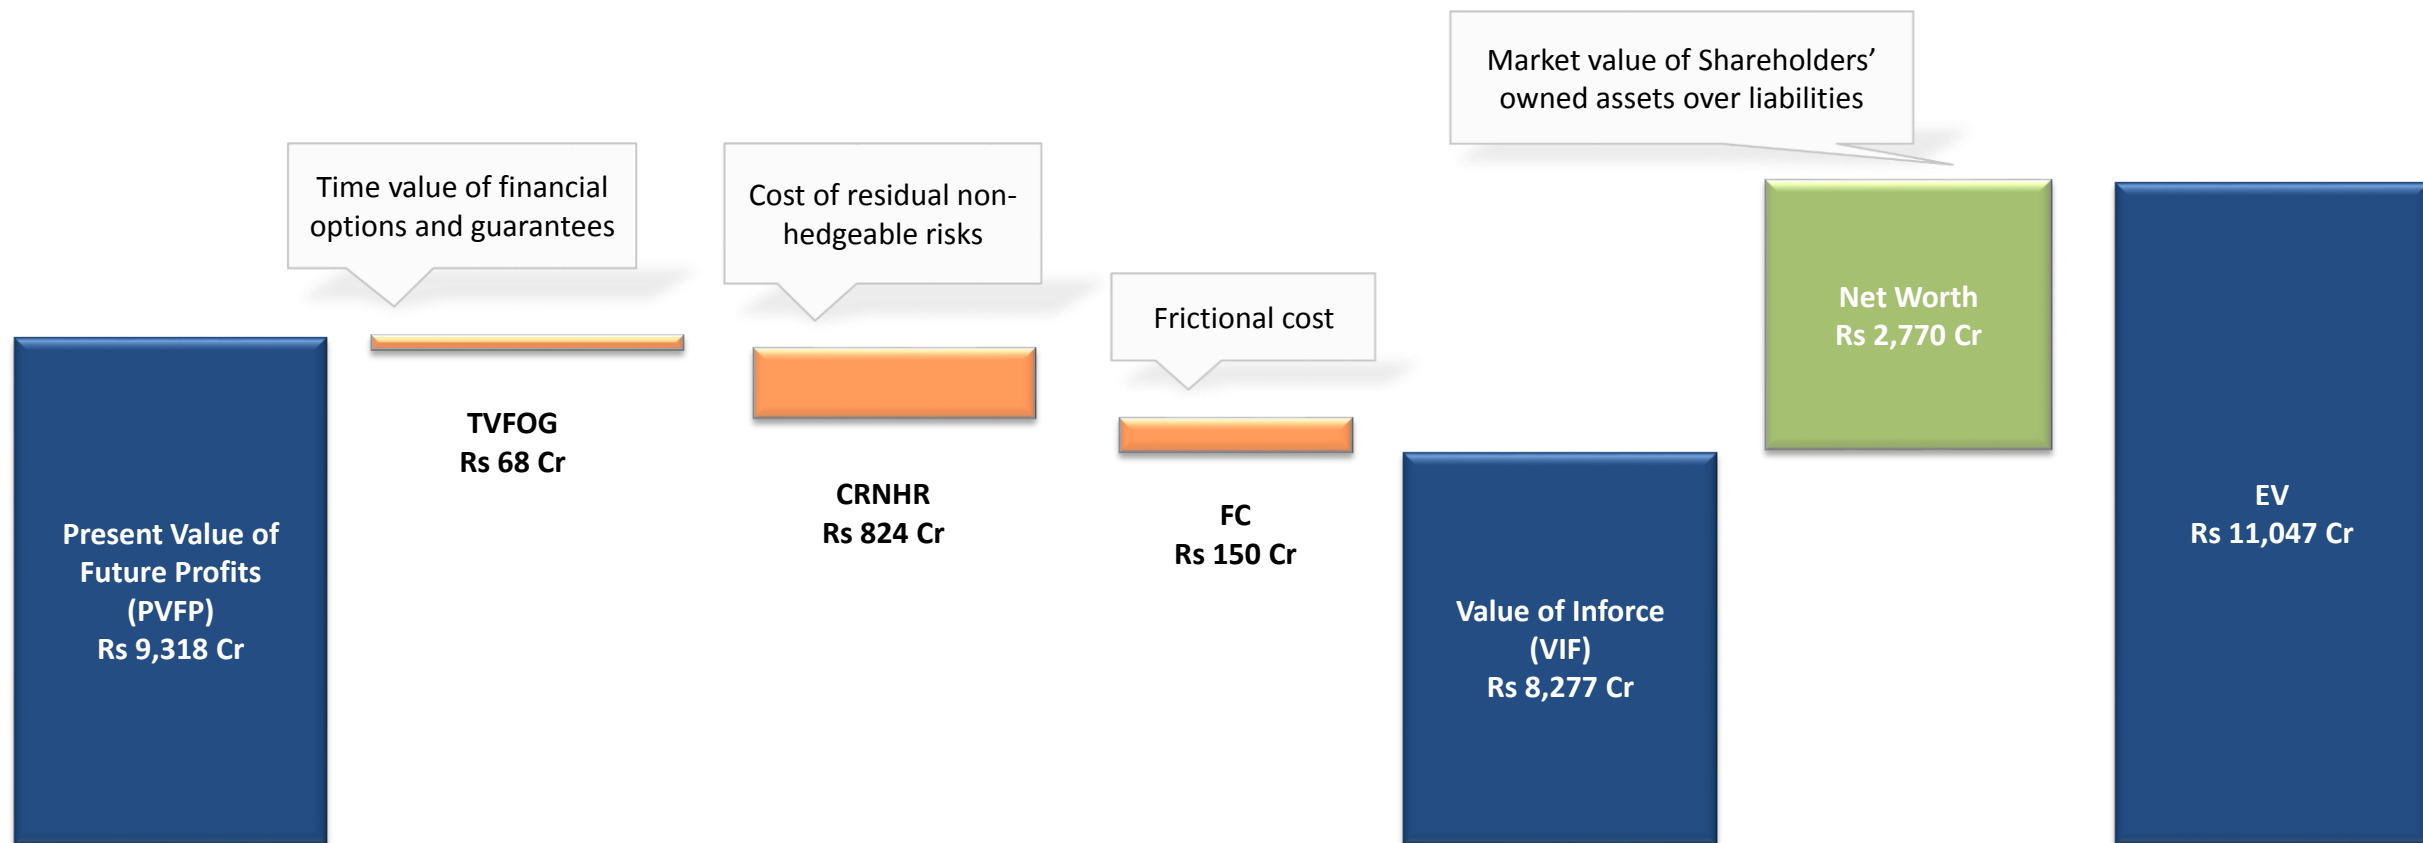 Market value of Shareholders’
owned assets over liabilities
Time value of financial
options and guarantees
Cost of residual non-
hedgeable risks
Frictional cost
Net Worth
Rs 2,770 Cr
TVFOG
Rs 68 Cr
CRNHR
Rs 824 Cr
FC
Rs 150 Cr
Present Value of
Future Profits
(PVFP)
Rs 9,318 Cr
Value of Inforce
(VIF)
Rs 8,277 Cr
EV
Rs 11,047 Cr